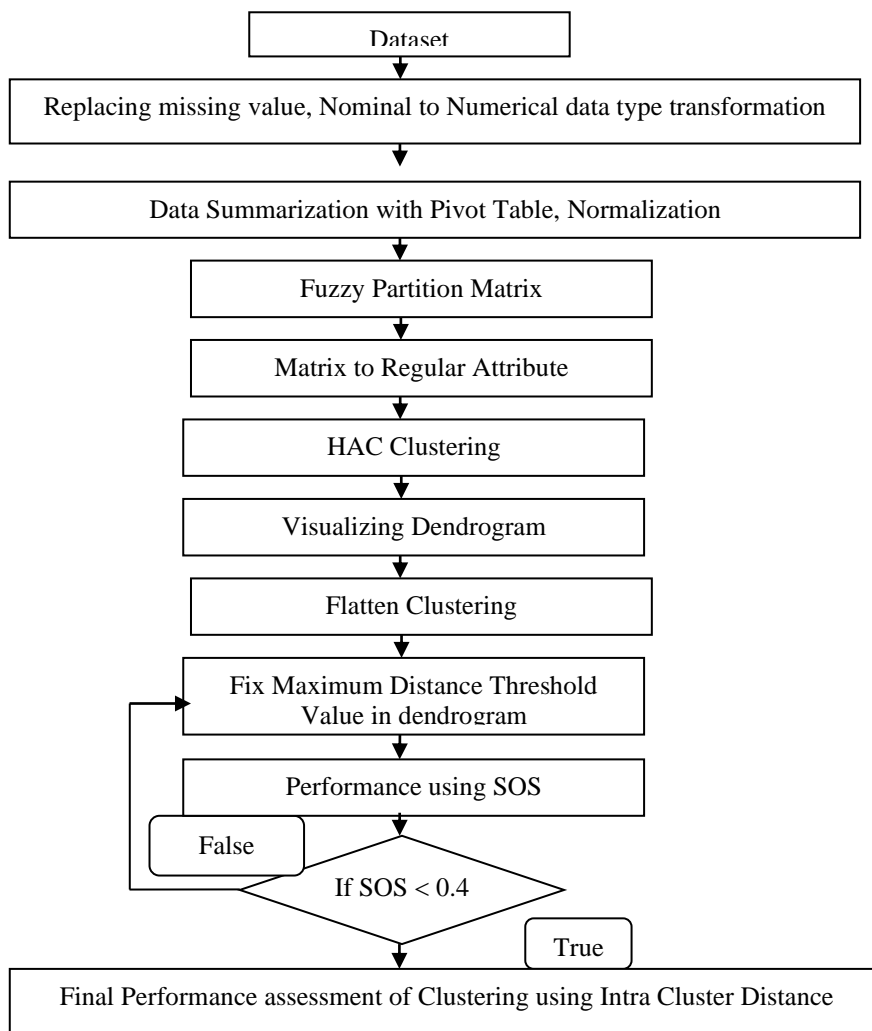 Dataset
Replacing missing value, Nominal to Numerical data type transformation
Data Summarization with Pivot Table, Normalization
Fuzzy Partition Matrix
Matrix to Regular Attribute
HAC Clustering
Visualizing Dendrogram
Flatten Clustering
Fix Maximum Distance Threshold
Value in dendrogram
Performance using SOS
False
If SOS < 0.4
True
Final Performance assessment of Clustering using Intra Cluster Distance